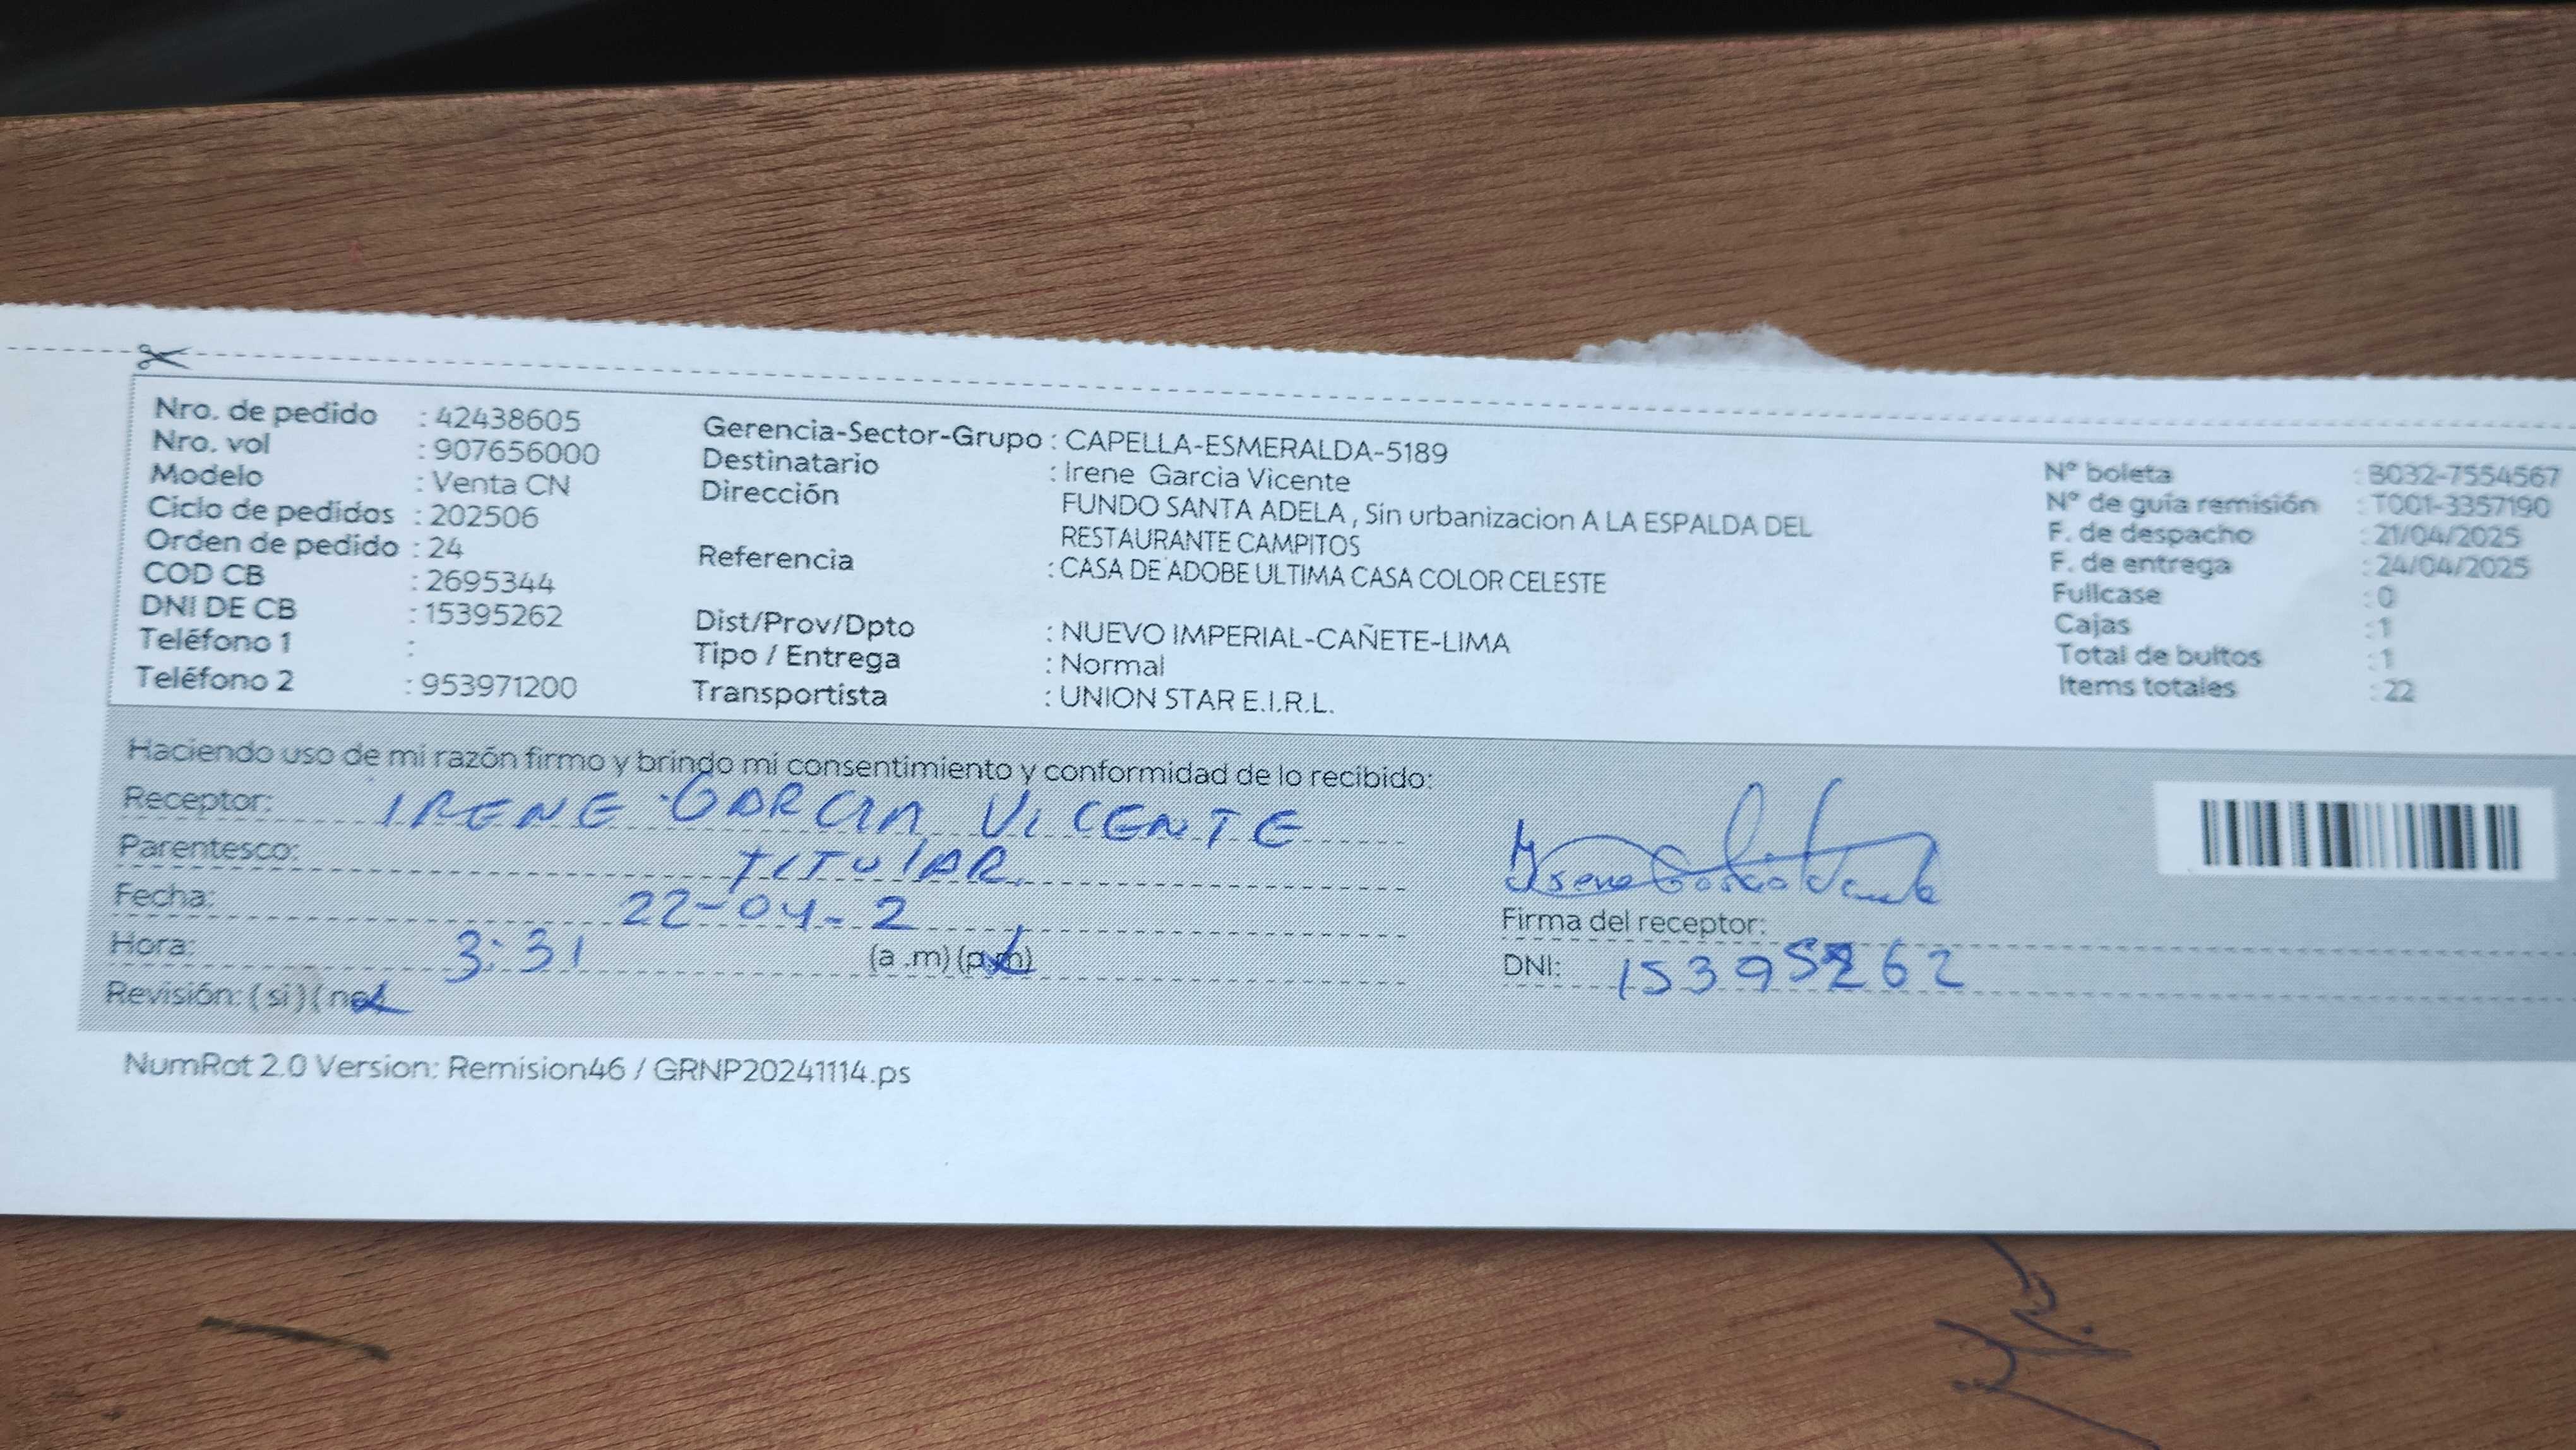 Nro. de pedido : 42438605
Nro. vol : 907656000
Modelo : Venta CN
Ciclo de pedidos : 202506
Orden de pedido : 24
COD CB : 2695344
DNI DE CB : 15395262
Teléfono 1 :
Teléfono 2 : 953971200
Gerencia-Sector-Grupo : CAPELLA-ESMERALDA-5189
Destinatario : Irene Garcia Vicente
Dirección FUNDO SANTA ADELA , Sin urbanizacion A LA ESPALDA DEL
RESTAURANTE CAMPITOS
Referencia : CASA DE ADOBE ULTIMA CASA COLOR CELESTE
Dist/Prov/Dpto : NUEVO IMPERIAL-CAÑETE-LIMA
Tipo / Entrega : Normal
Transportista : UNION STAR E.I.R.L.
N° boleta : B032-7554567
N° de guía remisión : T001-3357190
F. de despacho : 21/04/2025
F. de entrega : 24/04/2025
Fullcase : 0
Cajas : 1
Total de bultos : 1
Items totales : 22
Haciendo uso de mi razón firmo y brindo mi consentimiento y conformidad de lo recibido:
Receptor: IRENE GARCIA VICENTE
Parentesco: TITULAR
Fecha: 22-04-2
Hora: 3:31 (a .m) (p.m)
Revisión: ( si ) ( no )
Firma del receptor:
DNI: 15395262
NumRot 2.0 Version: Remision46 / GRNP20241114.ps